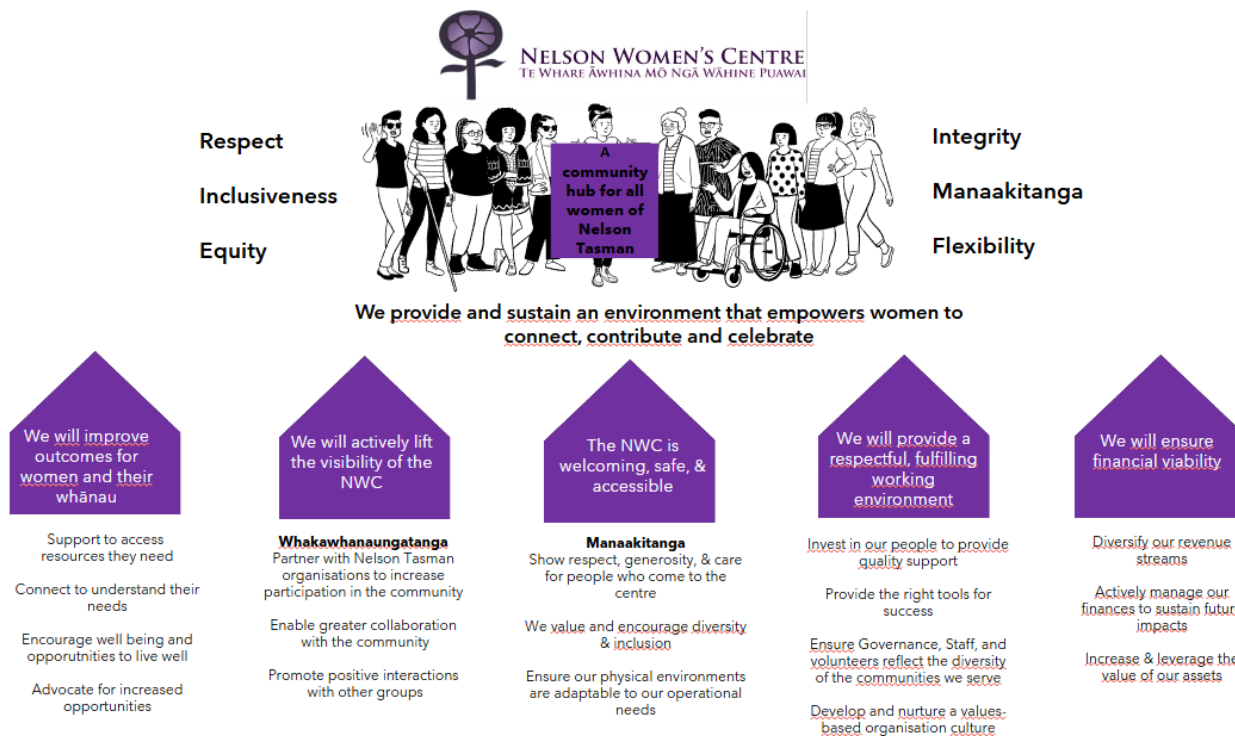 NELSON WOMEN'S CENTRE
TE WHARE ĀWHINA MŌ NGĀ WĀHINE PUAWAI
Respect
Inclusiveness
Equity
A
community
hub for all
women of
Nelson
Tasman
Integrity
Manaakitanga
Flexibility
We provide and sustain an environment that empowers women to
connect, contribute and celebrate
We will improve
outcomes for
women and their
whānau
Support to access
resources they need
Connect to understand their
needs
Encourage well being and
opporutnities to live well
Advocate for increased
opportunities
We will actively lift
the visibility of the
NWC
Whakawhanaungatanga
Partner with Nelson Tasman
organisations to increase
participation in the community
Enable greater collaboration
with the community
Promote positive interactions
with other groups
The NWC is
welcoming, safe, &
accessible
Manaakitanga
Show respect, generosity, & care
for people who come to the
centre
We value and encourage diversity
& inclusion
Ensure our physical environments
are adaptable to our operational
needs
We will provide a
respectful, fulfilling
working
environment
Invest in our people to provide
quality support
Provide the right tools for
success
Ensure Governance, Staff, and
volunteers reflect the diversity
of the communities we serve
Develop and nurture a values-
based organisation culture
We will ensure
financial viability
Diversify our revenue
streams
Actively manage our
finances to sustain futur
impacts
Increase & leverage the
value of our assets